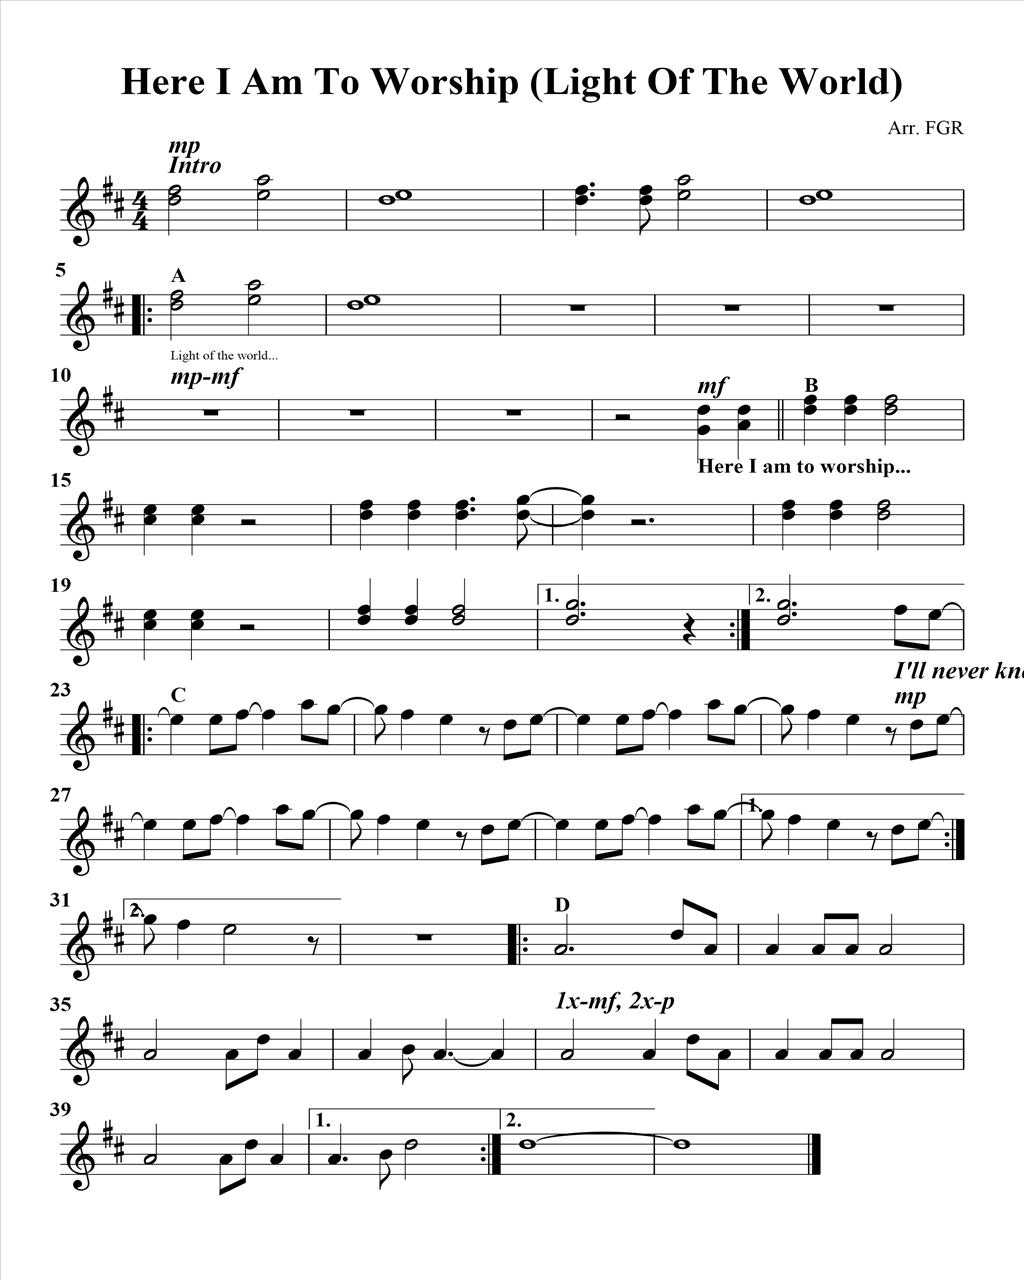 Here I Am To Worship (Light Of The World)
Arr. FGR
mp
Intro
4
4
5
A
Light of the world...
mp-mf
10
mf
B
Here I am to worship...
15
19
1.
2.
I'll never kn
mp
23
C
27
1.
31
2.
D
35
1x-mf, 2x-p
39
1.
2.